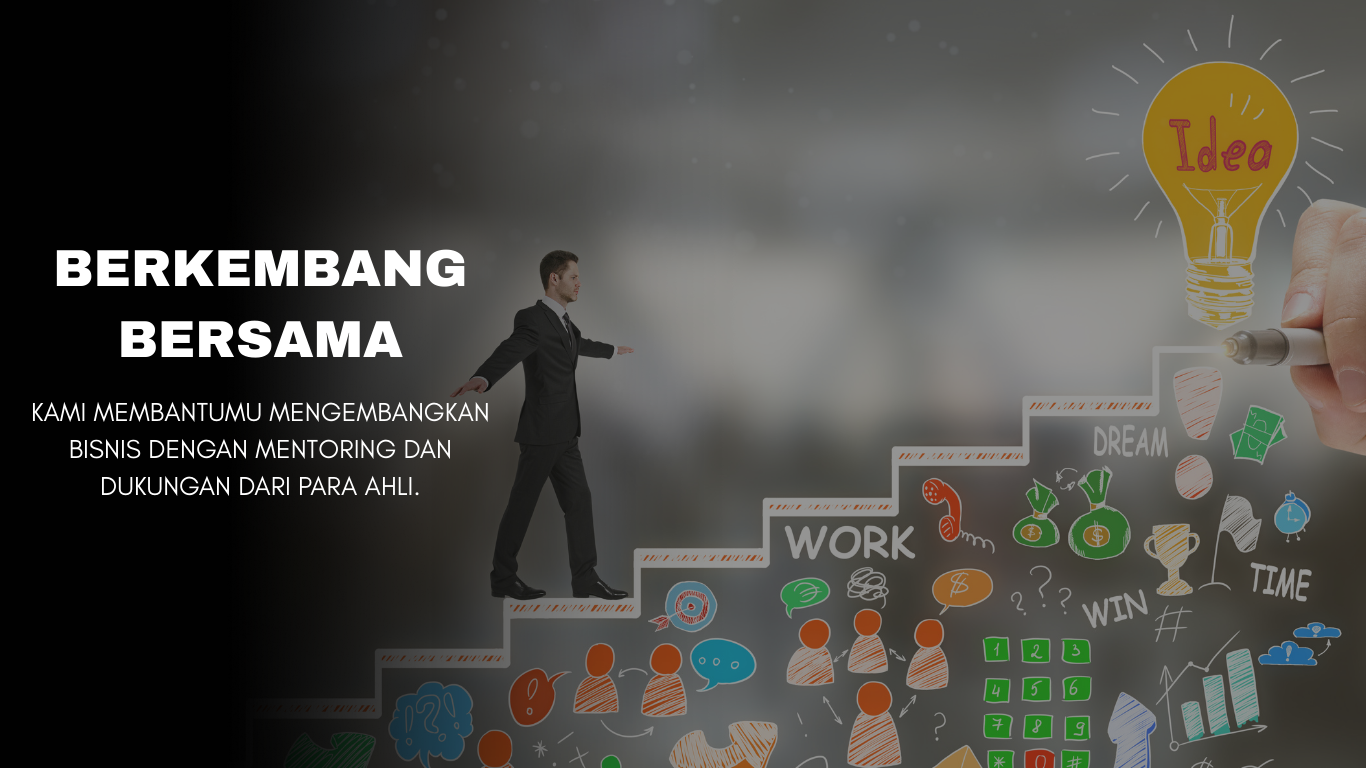 BERKEMBANG
BERSAMA
KAMI MEMBANTUMU MENGEMBANGKAN
BISNIS DENGAN MENTORING DAN
DUKUNGAN DARI PARA AHLI.
Idea
DREAM
WORK
$
$
$
TIME
? ? ?
WIN
#
!
!
...
1 2 3
4 5 6
7 8 9
* 0 #
?
!?!
*